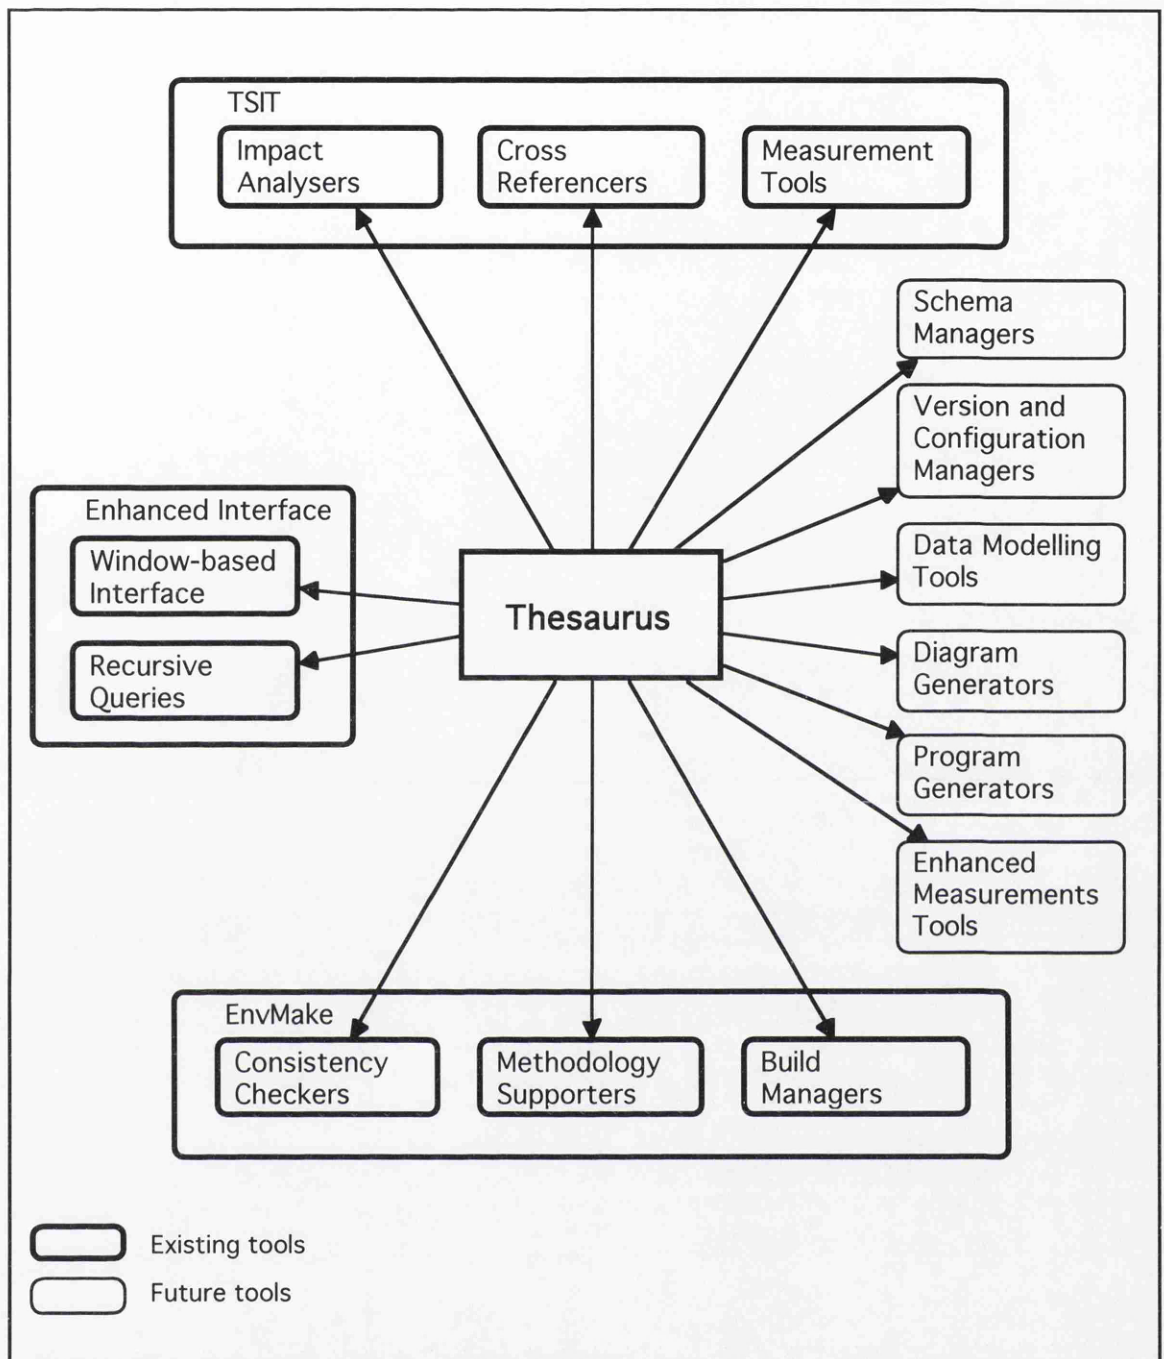 TSIT
Impact
Analysers
Cross
Referencers
Measurement
Tools
Schema
Managers
Version and
Configuration
Managers
Data Modelling
Tools
Diagram
Generators
Program
Generators
Enhanced
Measurements
Tools
Enhanced Interface
Window-based
Interface
Recursive
Queries
Thesaurus
EnvMake
Consistency
Checkers
Methodology
Supporters
Build
Managers
Existing tools
Future tools